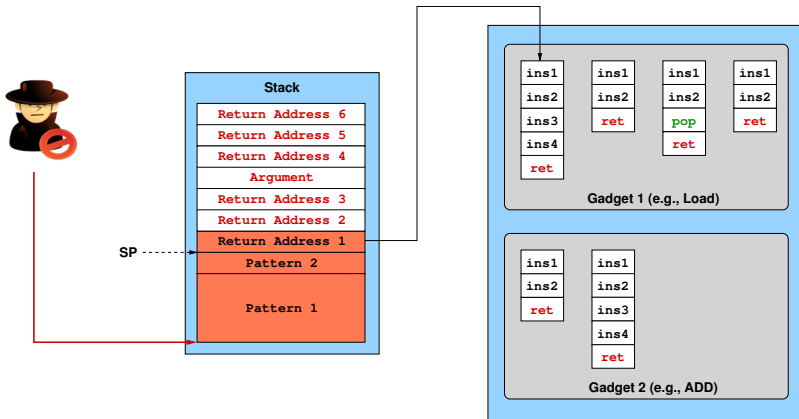 Stack
Return Address 6
Return Address 5
Return Address 4
Argument
Return Address 3
Return Address 2
Return Address 1
Pattern 2
Pattern 1
SP
ins1
ins2
ins3
ins4
ret
ins1
ins2
ret
ins1
ins2
pop
ret
ins1
ins2
ret
Gadget 1 (e.g., Load)
ins1
ins2
ret
ins1
ins2
ins3
ins4
ret
Gadget 2 (e.g., ADD)